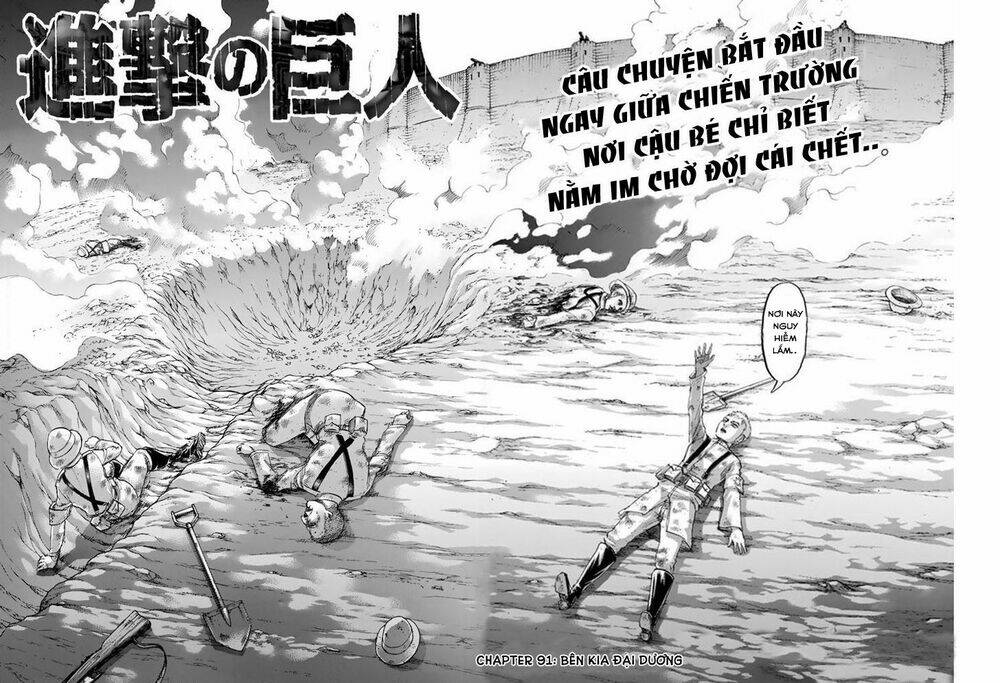 進撃の巨人
CÂU CHUYỆN BẮT ĐẦU
NGAY GIỮA CHIẾN TRƯỜNG
NƠI CẬU BÉ CHỈ BIẾT
NẰM IM CHỜ ĐỢI CÁI CHẾT..。
NƠI NÀY
NGUY
HIỂM
LẮM..
CHAPTER 91: BÊN KIA ĐẠI DƯƠNG